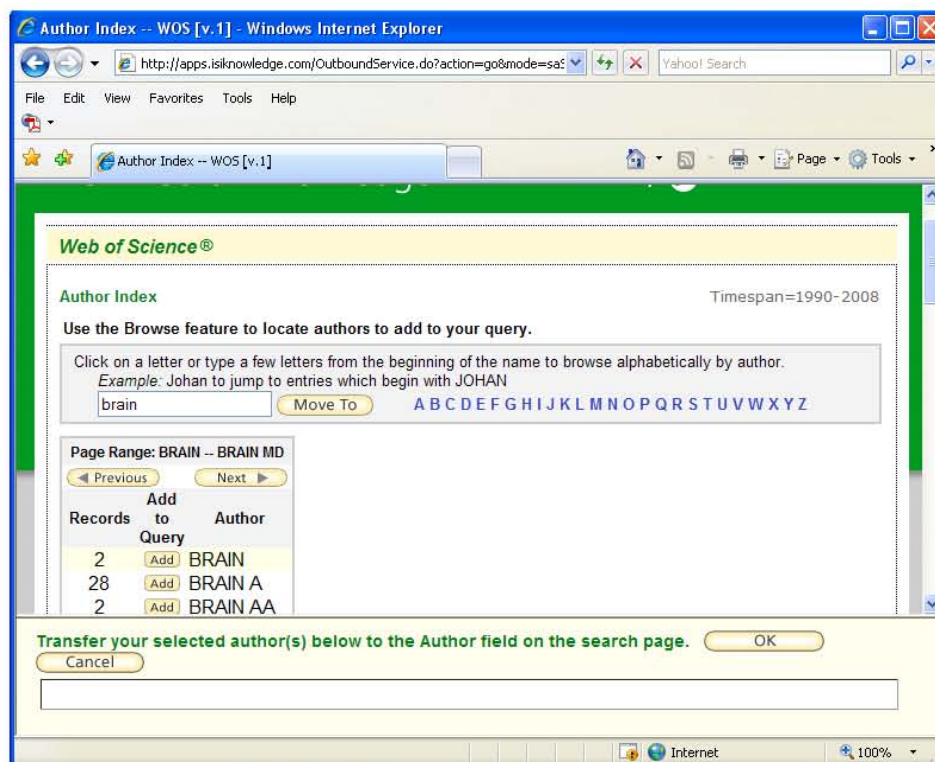 Author Index -- WOS [v.1] - Windows Internet Explorer
http://apps.isiknowledge.com/OutboundService.do?action=go&mode=sa
Yahoo! Search
File Edit View Favorites Tools Help
Author Index -- WOS [v.1]
Page Tools
Web of Science®
Author Index
Timespan=1990-2008
Use the Browse feature to locate authors to add to your query.
Click on a letter or type a few letters from the beginning of the name to browse alphabetically by author.
Example: Johan to jump to entries which begin with JOHAN
brain Move To A B C D E F G H I J K L M N O P Q R S T U V W X Y Z
Page Range: BRAIN -- BRAIN MD
Previous Next
Records Add to Query Author
2 Add BRAIN
28 Add BRAIN A
2 Add BRAIN AA
Transfer your selected author(s) below to the Author field on the search page. OK
Cancel
Internet 100%